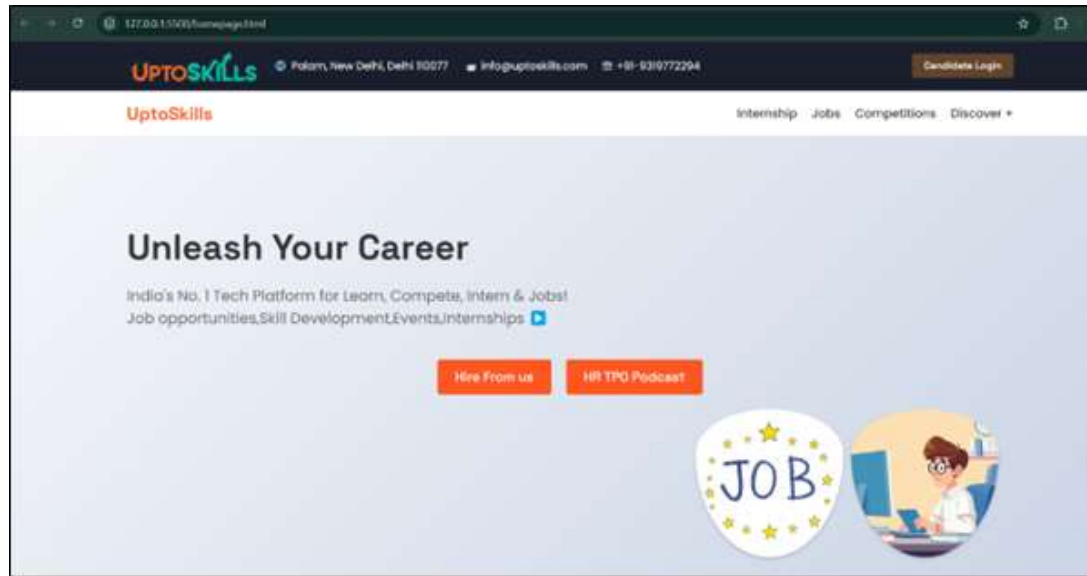 127.0.0.1:5500/homepage.html
UPTOSKILLS Palam, New Delhi, Delhi 110077 info@uptoskills.com +91-9319772294 Candidate Login
UptoSkills Internship Jobs Competitions Discover
Unleash Your Career
India's No. 1 Tech Platform for Learn, Compete, Intern & Jobs!
Job opportunities,Skill Development,Events,Internships
Hire From us HR TPO Podcast
JOB